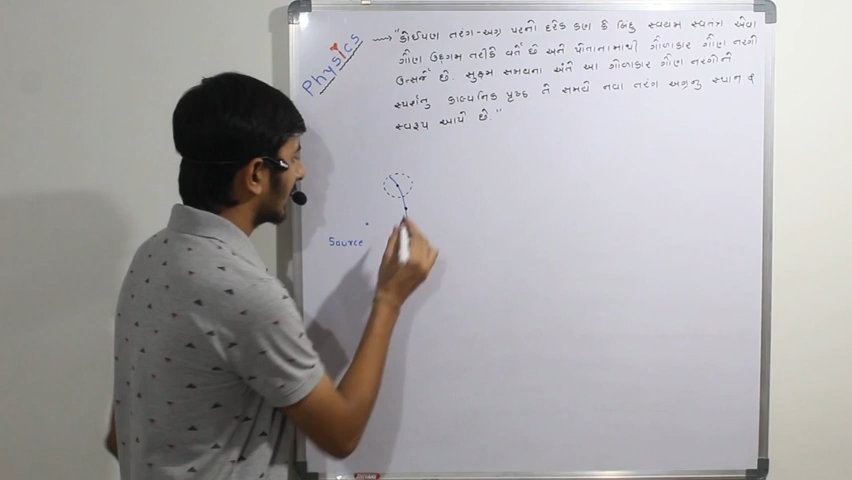 Physics
"કોઈપણ તરંગ-અગ્ર પરનો દરેક કણ કે બિંદુ સ્વયમ સ્વતંત્ર એવા
ગૌણ ઉદ્દગમ તરીકે વર્તે છે અને પોતાનામાથી ગોળાકાર ગૌણ તરંગો
ઉત્સર્જે છે. સુક્ષ્મ સમયના અંતે આ ગોળાકાર ગૌણ તરંગોને
સ્પર્શતુ કાલ્પનિક પૃષ્ઠ તે સમયે નવા તરંગ અગ્રનુ સ્થાન
સ્વરૂપ આપે છે."
Source